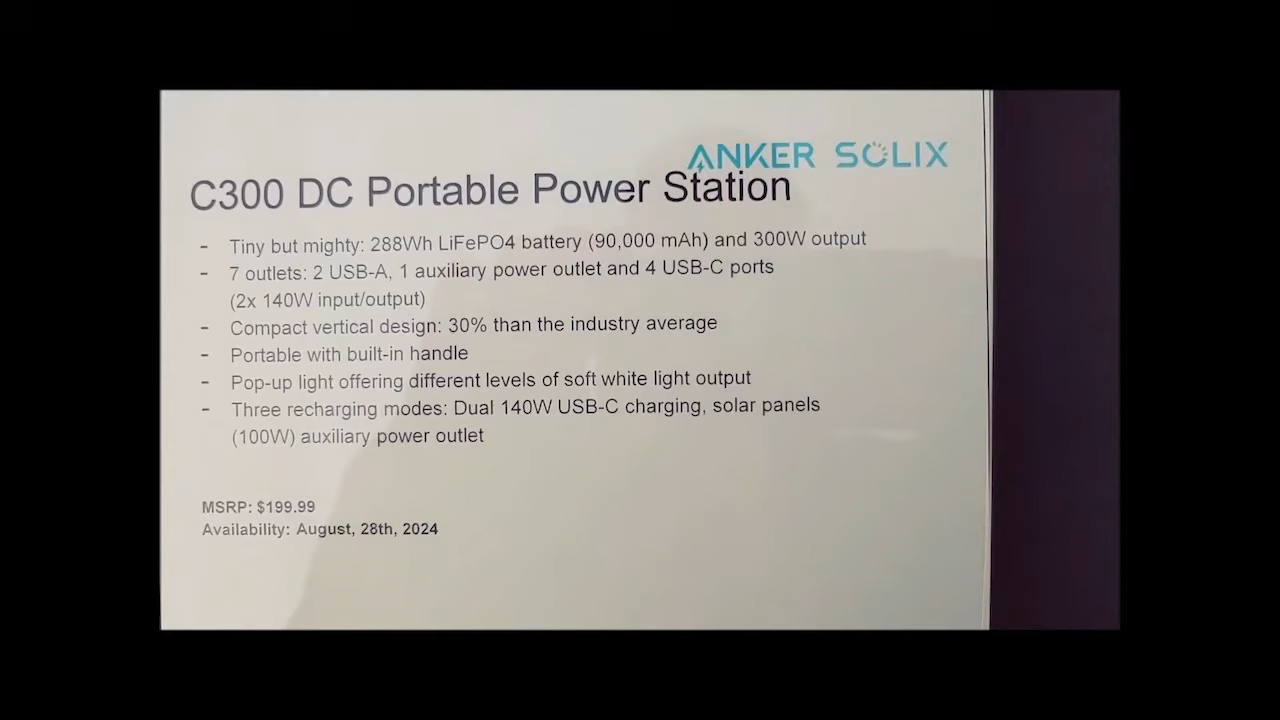 ANKER SOLIX
C300 DC Portable Power Station
- Tiny but mighty: 288Wh LiFePO4 battery (90,000 mAh) and 300W output
- 7 outlets: 2 USB-A, 1 auxiliary power outlet and 4 USB-C ports
(2x 140W input/output)
- Compact vertical design: 30% than the industry average
- Portable with built-in handle
- Pop-up light offering different levels of soft white light output
- Three recharging modes: Dual 140W USB-C charging, solar panels
(100W) auxiliary power outlet
MSRP: $199.99
Availability: August, 28th, 2024